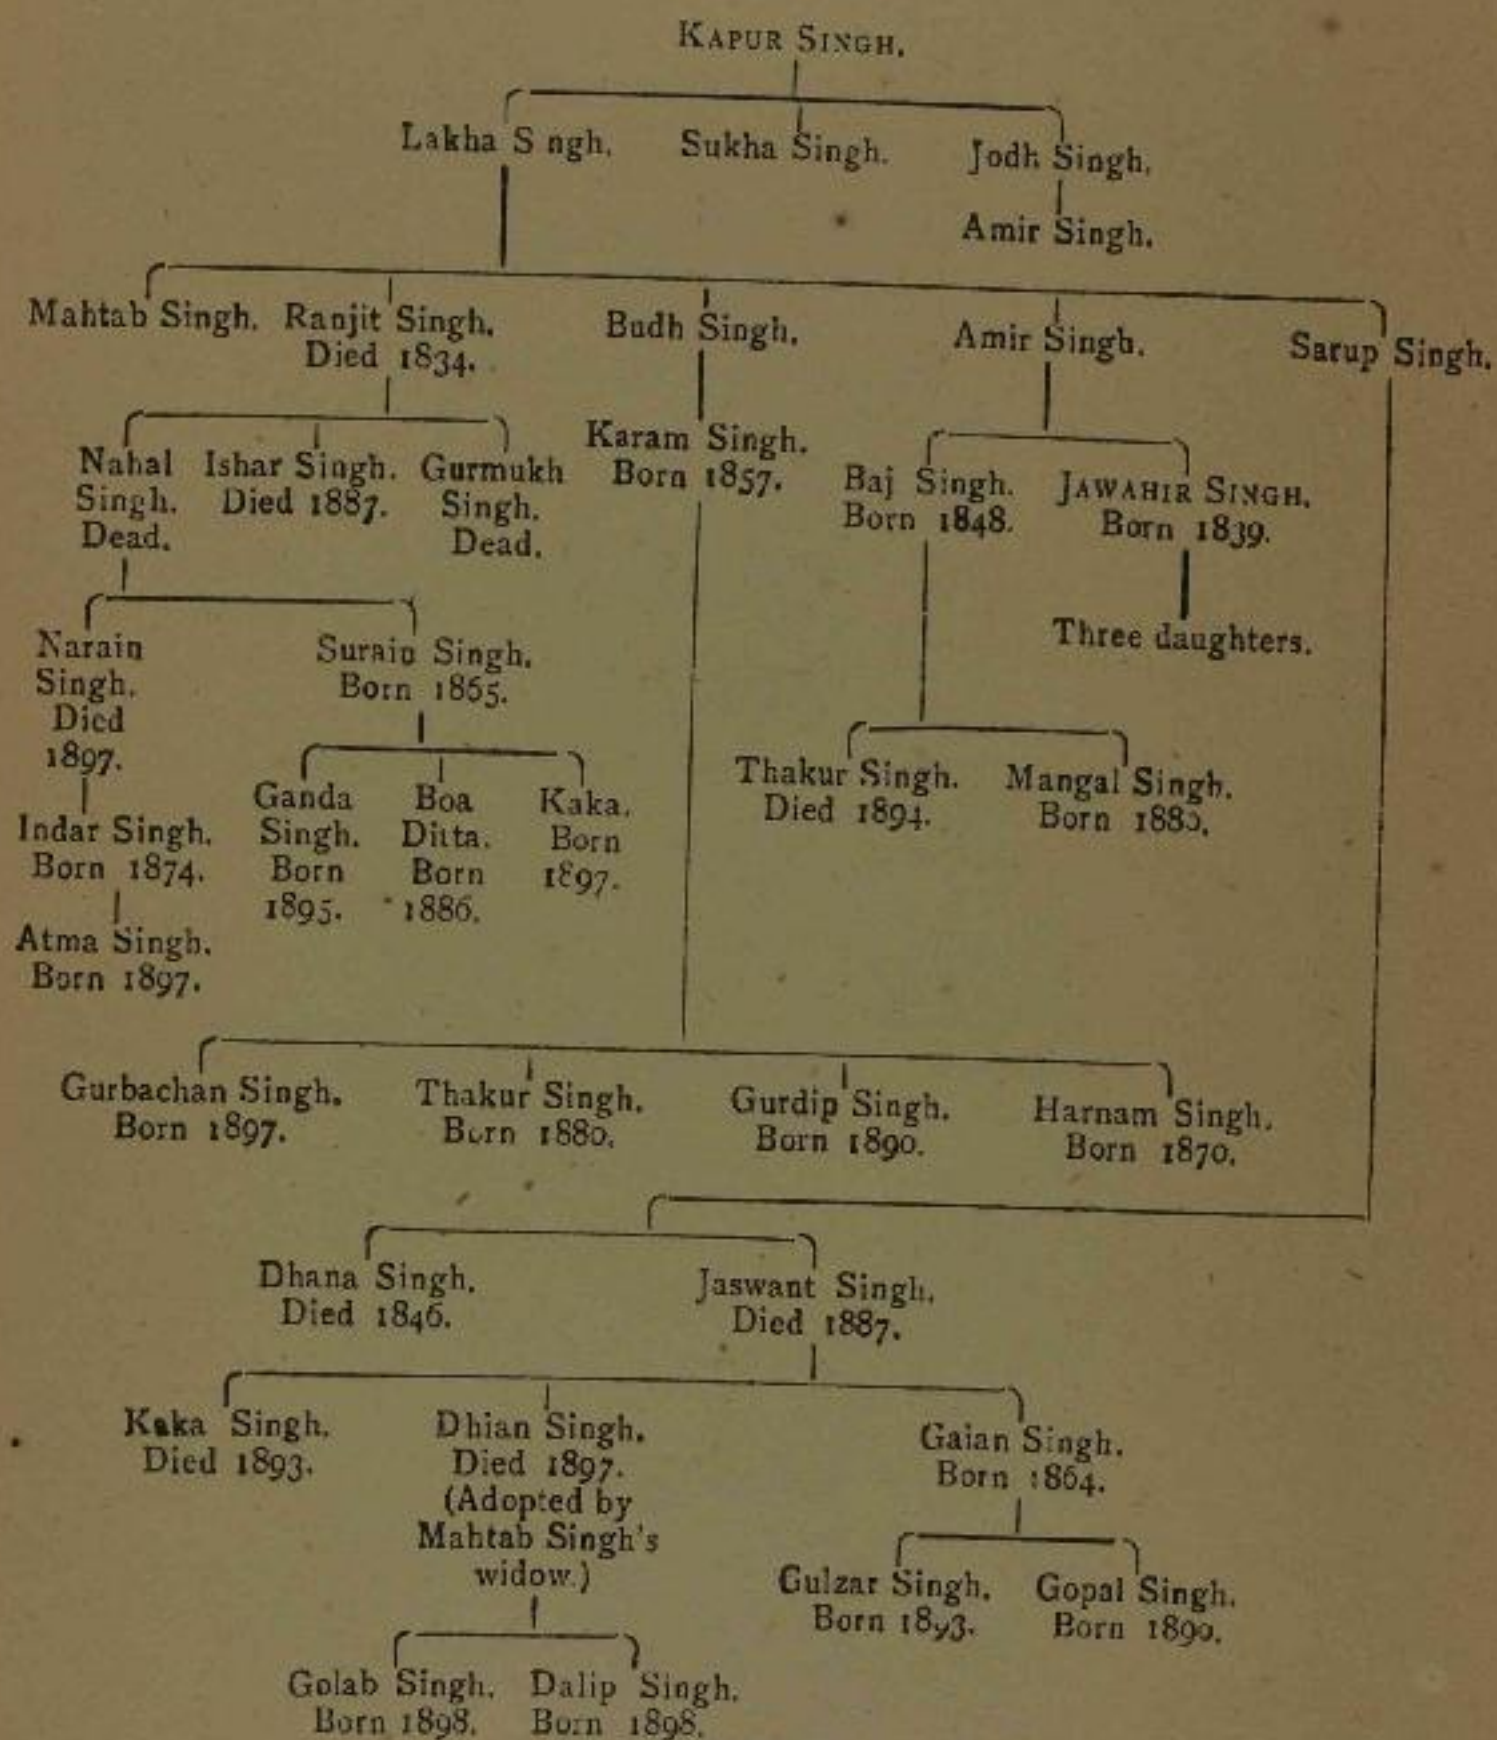 KAPUR SINGH.
Lakha S ngh. Sukha Singh. Jodh Singh.
Amir Singh.
Mahtab Singh. Ranjit Singh. Budh Singh. Amir Singh. Sarup Singh.
Died 1834.
Nahal Ishar Singh. Gurmukh Karam Singh. Baj Singh. JAWAHIR SINGH.
Singh. Died 1887. Singh. Born 1857. Born 1848. Born 1839.
Dead. Dead.
Three daughters.
Narain Surain Singh.
Singh. Born 1865.
Died
1897.
Thakur Singh. Mangal Singh.
Died 1894. Born 1880.
Ganda Boa Kaka.
Indar Singh. Singh. Ditta. Born
Born 1874. Born Born 1897.
1895. 1886.
Atma Singh.
Born 1897.
Gurbachan Singh. Thakur Singh. Gurdip Singh. Harnam Singh.
Born 1897. Born 1880. Born 1890. Born 1870.
Dhana Singh. Jaswant Singh.
Died 1846. Died 1887.
Kaka Singh. Dhian Singh. Gaian Singh.
Died 1893. Died 1897. Born 1864.
(Adopted by
Mahtab Singh's
widow.)
Gulzar Singh. Gopal Singh.
Born 1893. Born 1890.
Golab Singh. Dalip Singh.
Born 1898. Born 1898.